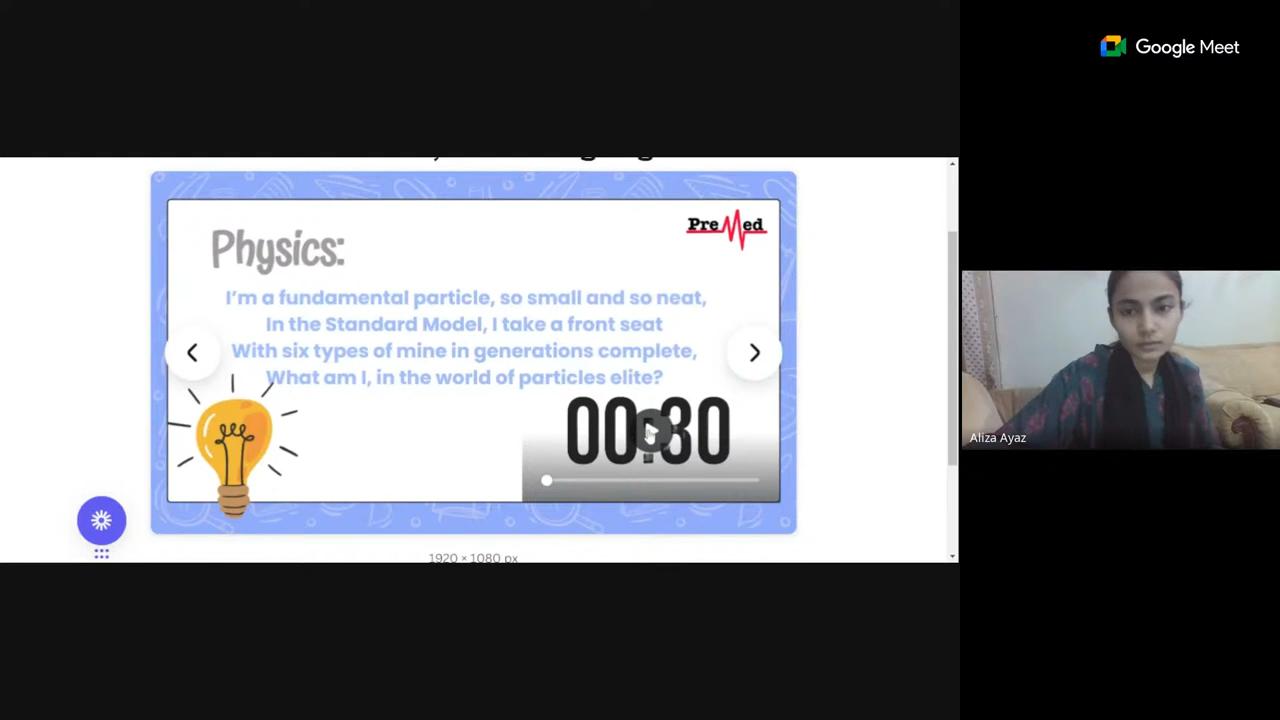 Google Meet
PreMed
Physics:
I'm a fundamental particle, so small and so neat,
In the Standard Model, I take a front seat
With six types of mine in generations complete,
What am I, in the world of particles elite?
00:30
1920 × 1080 px
Aliza Ayaz